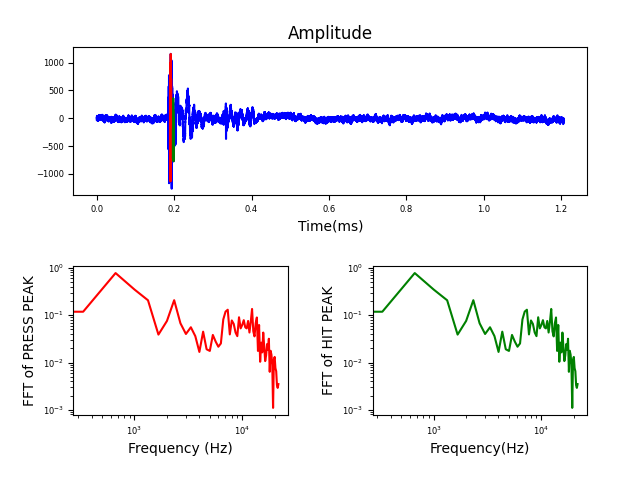 Amplitude
1000
500
0
−500
−1000
0.0 0.2 0.4 0.6 0.8 1.0 1.2
Time(ms)
FFT of PRESS PEAK
10⁰
10⁻¹
10⁻²
10⁻³
10³ 10⁴
Frequency (Hz)
FFT of HIT PEAK
10⁰
10⁻¹
10⁻²
10⁻³
10³ 10⁴
Frequency(Hz)